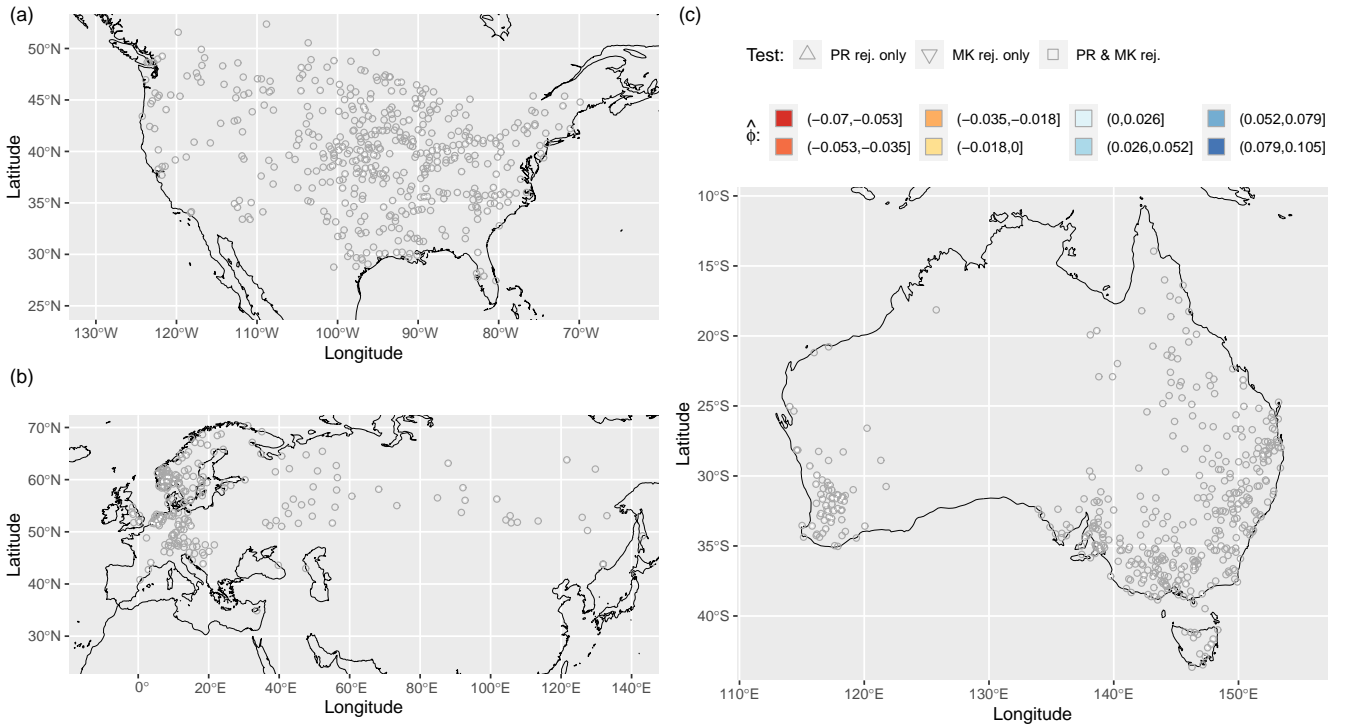 (a)
50°N
45°N
40°N
35°N
30°N
25°N
Latitude
130°W 120°W 110°W 100°W 90°W 80°W 70°W
Longitude
(b)
70°N
60°N
50°N
40°N
30°N
Latitude
0° 20°E 40°E 60°E 80°E 100°E 120°E 140°E
Longitude
(c)
Test: PR rej. only MK rej. only PR & MK rej.
ϕ̂: (−0.07,−0.053] (−0.035,−0.018] (0,0.026] (0.052,0.079]
(−0.053,−0.035] (−0.018,0] (0.026,0.052] (0.079,0.105]
10°S
15°S
20°S
25°S
30°S
35°S
40°S
Latitude
110°E 120°E 130°E 140°E 150°E
Longitude